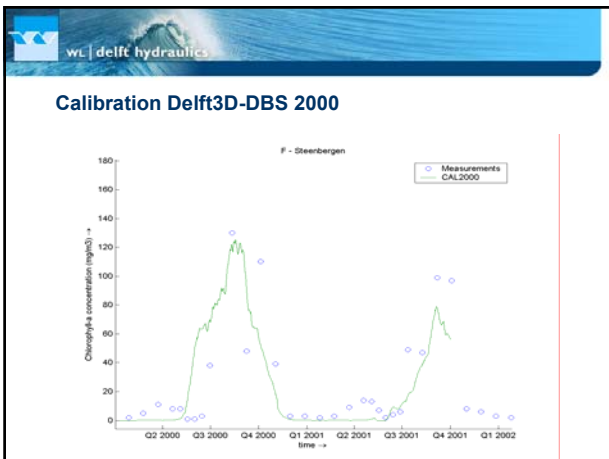 WL | delft hydraulics
Calibration Delft3D-DBS 2000
F - Steenbergen
180
160
140
120
100
80
60
40
20
0
Chlorophyll-a concentration (mg/m3) →
Measurements
CAL2000
Q2 2000 Q3 2000 Q4 2000 Q1 2001 Q2 2001 Q3 2001 Q4 2001 Q1 2002
time →